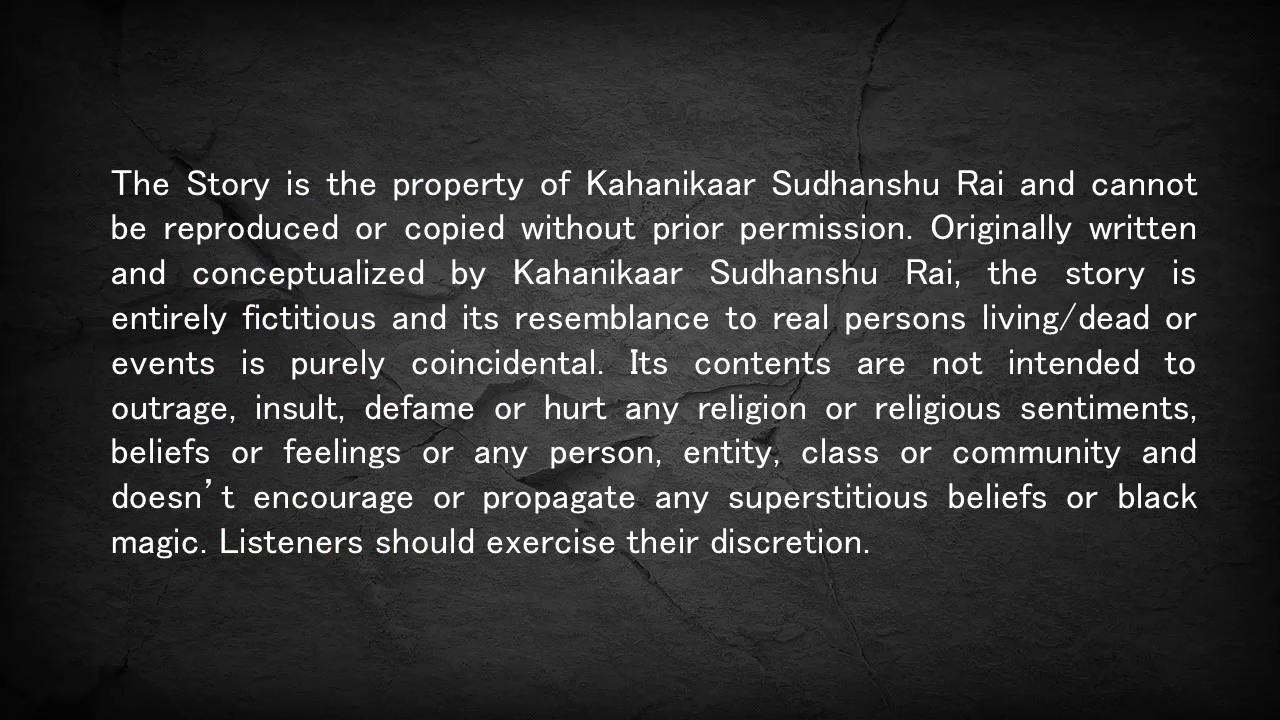 The Story is the property of Kahanikaar Sudhanshu Rai and cannot
be reproduced or copied without prior permission. Originally written
and conceptualized by Kahanikaar Sudhanshu Rai, the story is
entirely fictitious and its resemblance to real persons living/dead or
events is purely coincidental. Its contents are not intended to
outrage, insult, defame or hurt any religion or religious sentiments,
beliefs or feelings or any person, entity, class or community and
doesn’t encourage or propagate any superstitious beliefs or black
magic. Listeners should exercise their discretion.